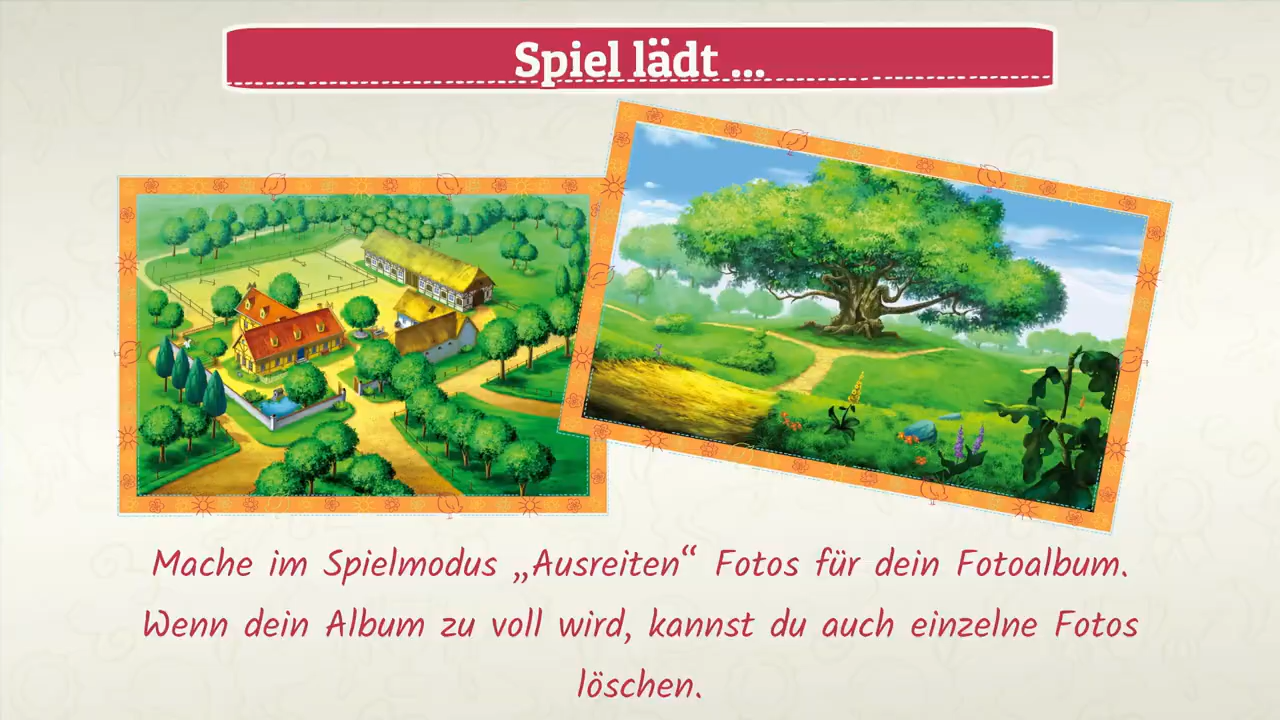 Spiel lädt ...
Mache im Spielmodus „Ausreiten“ Fotos für dein Fotoalbum.
Wenn dein Album zu voll wird, kannst du auch einzelne Fotos
löschen.